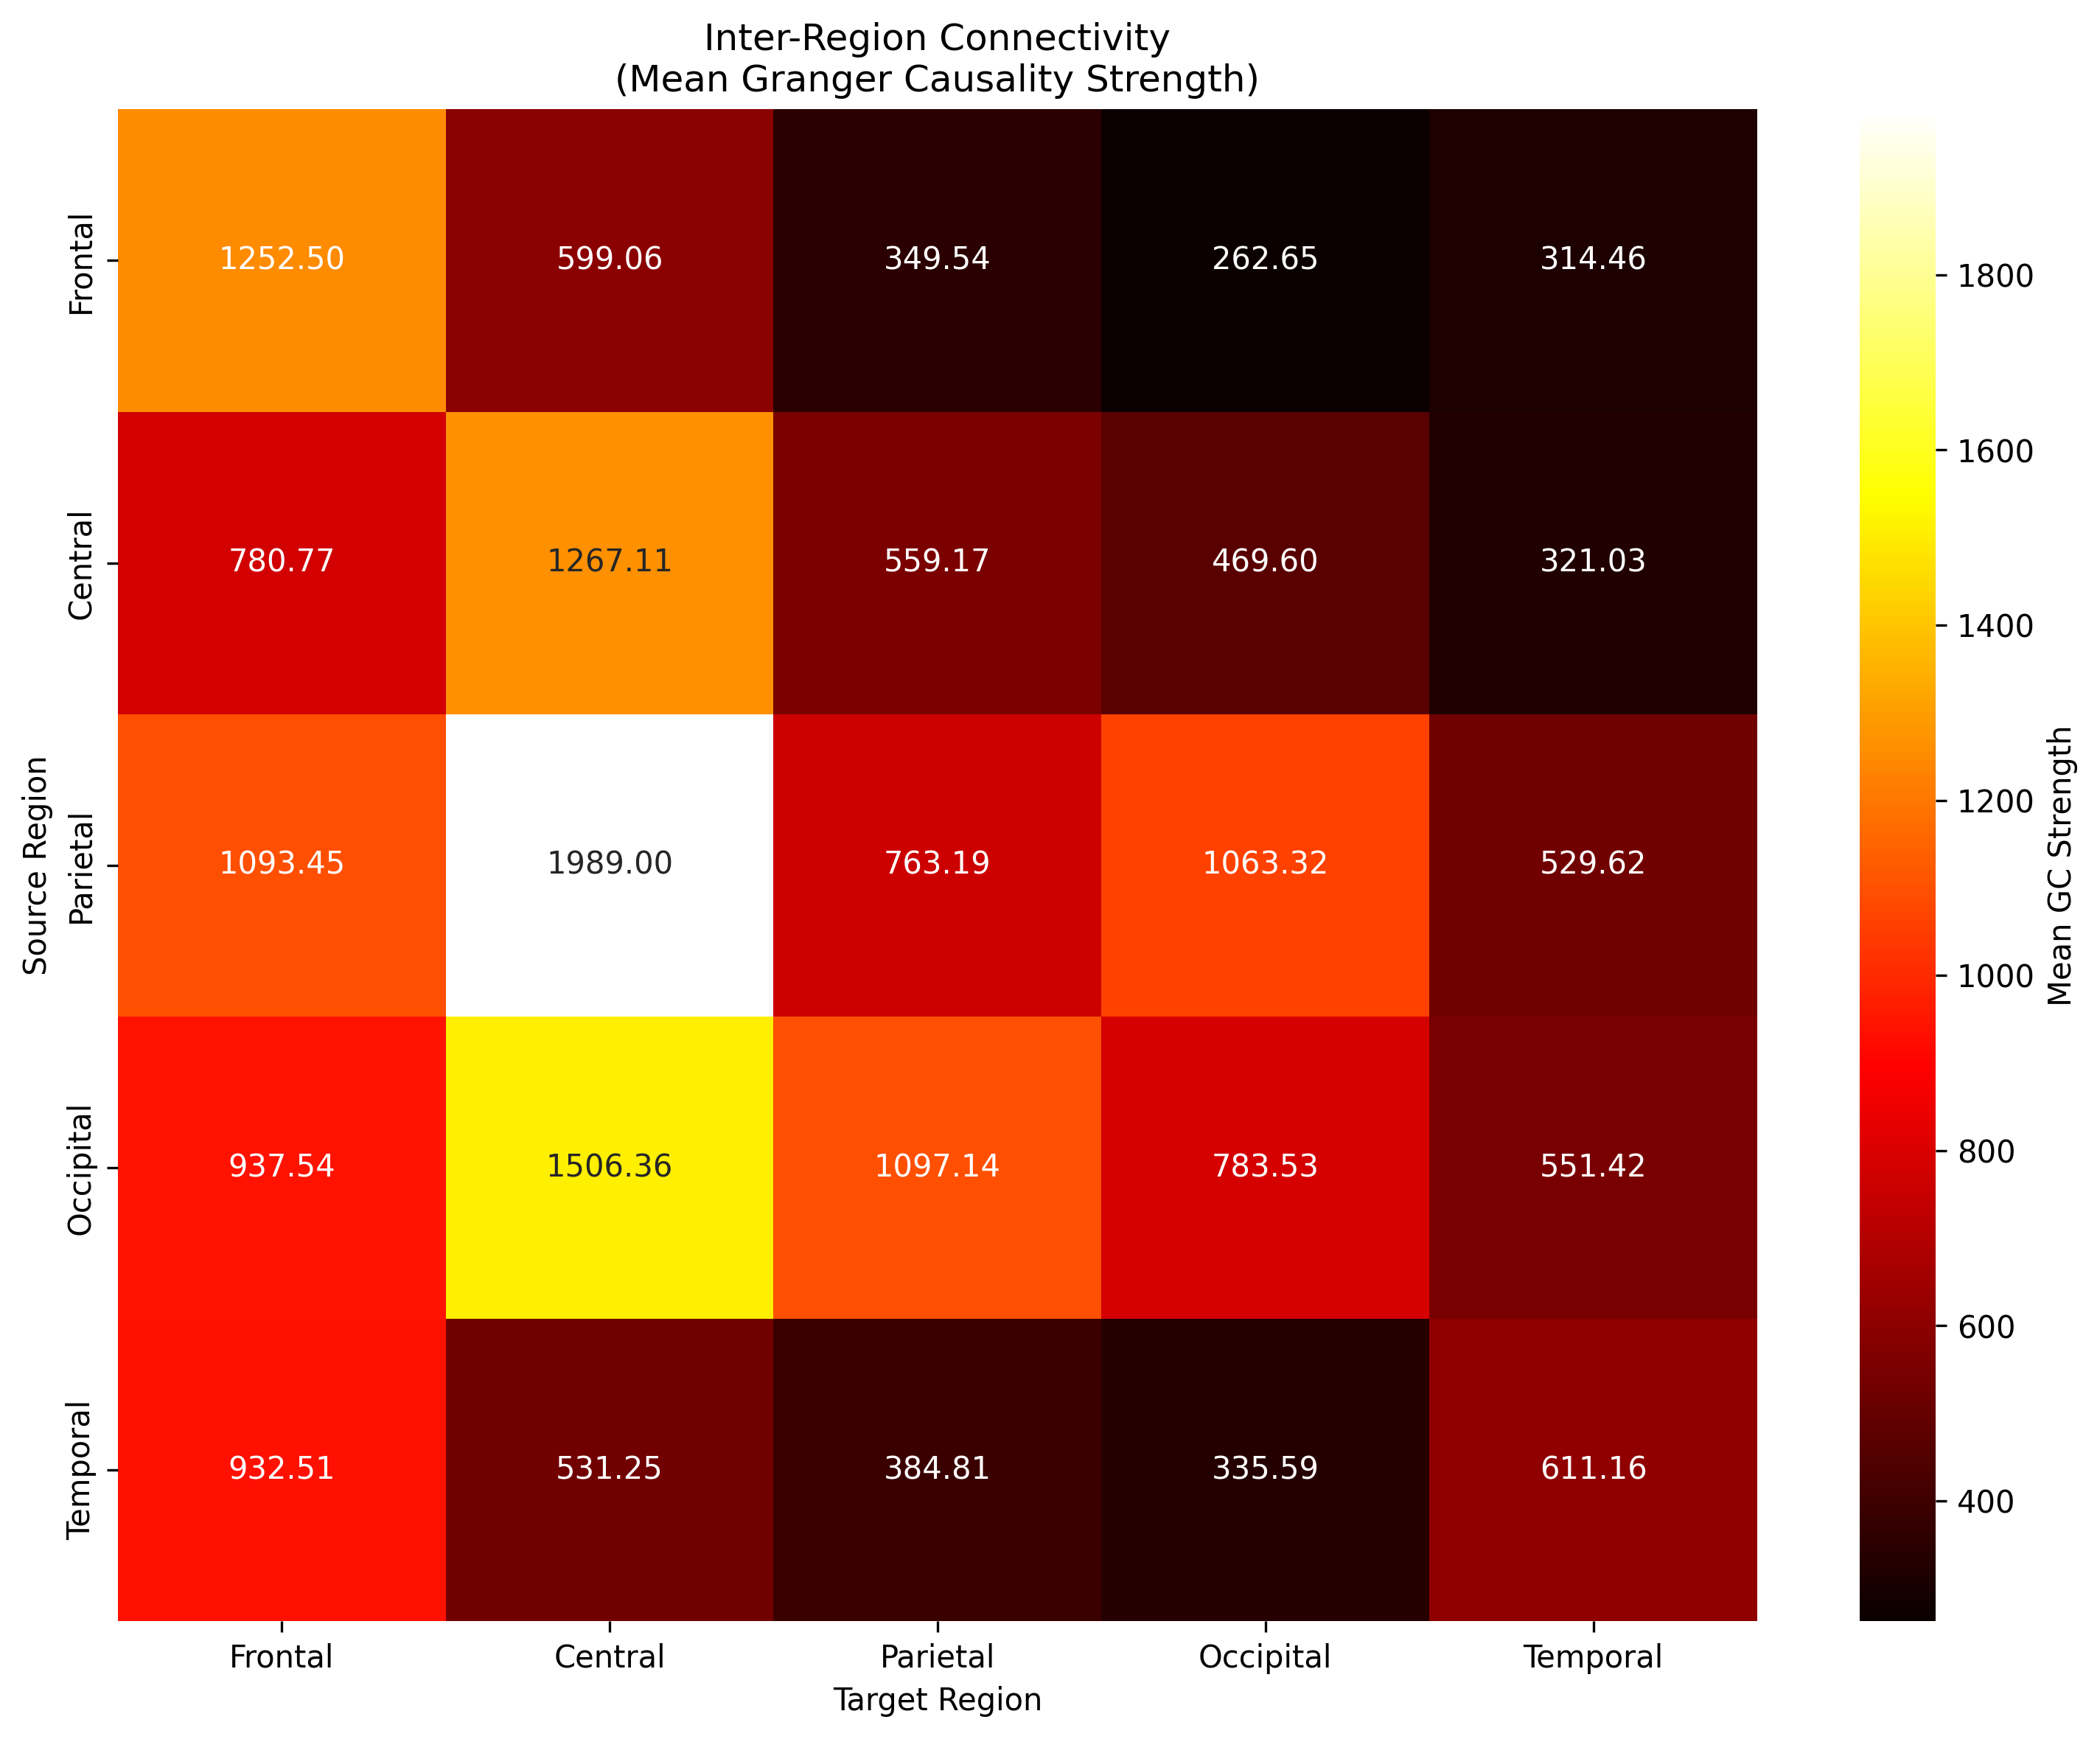 Inter-Region Connectivity
(Mean Granger Causality Strength)
Source Region
Frontal
1252.50 599.06 349.54 262.65 314.46
Central
780.77 1267.11 559.17 469.60 321.03
Parietal
1093.45 1989.00 763.19 1063.32 529.62
Occipital
937.54 1506.36 1097.14 783.53 551.42
Temporal
932.51 531.25 384.81 335.59 611.16
Frontal Central Parietal Occipital Temporal
Target Region
1800
1600
1400
1200
1000
800
600
400
Mean GC Strength